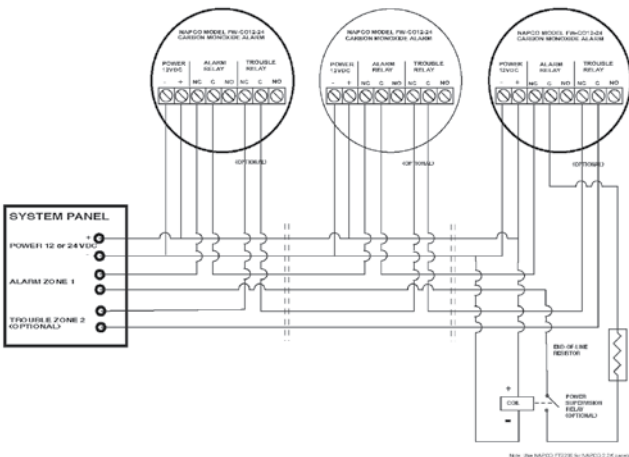 NAPCO MODEL FW-CO12-24
CARBON MONOXIDE ALARM
POWER
12VDC
ALARM
RELAY
TROUBLE
RELAY
- + NC C NO NC C NO
(OPTIONAL)
NAPCO MODEL FW-CO12-24
CARBON MONOXIDE ALARM
POWER
12VDC
ALARM
RELAY
TROUBLE
RELAY
- + NC C NO NC C NO
(OPTIONAL)
NAPCO MODEL FW-CO12-24
CARBON MONOXIDE ALARM
POWER
12VDC
ALARM
RELAY
TROUBLE
RELAY
- + NC C NO NC C NO
(OPTIONAL)
SYSTEM PANEL
+
POWER 12 or 24 VDC
-
ALARM ZONE 1
TROUBLE ZONE 2
(OPTIONAL)
END-OF-LINE
RESISTOR
+
COIL
-
POWER
SUPERVISION
RELAY
(OPTIONAL)
Note: Use NAPCO